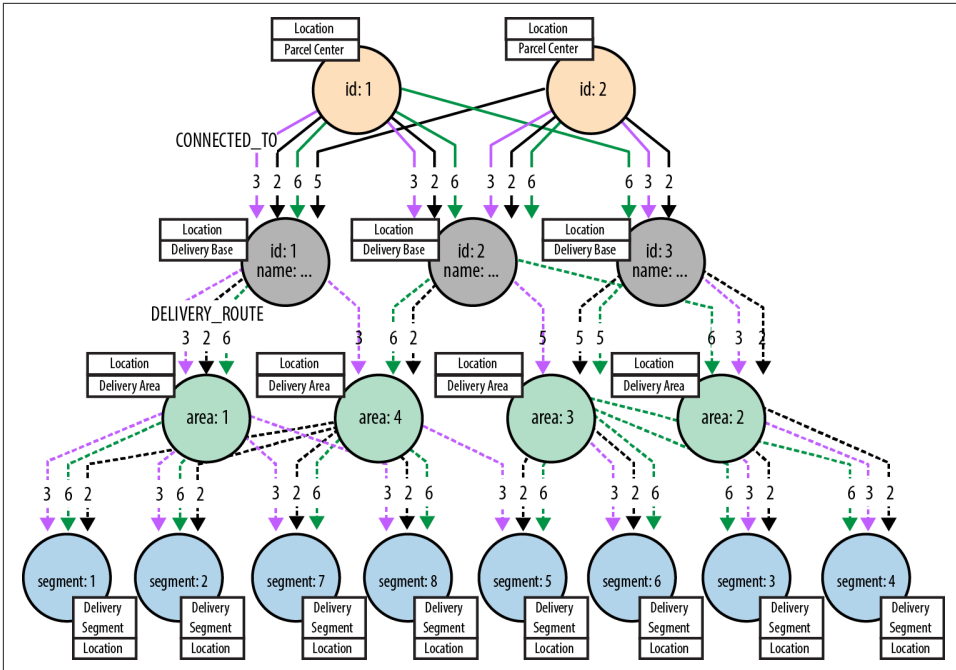 Location
Parcel Center
Location
Parcel Center
id: 1
id: 2
CONNECTED_TO
3 2 6 5 3 2 6 3 2 6 6 3 2
Location
Delivery Base
Location
Delivery Base
Location
Delivery Base
id: 1
name: ...
id: 2
name: ...
id: 3
name: ...
DELIVERY_ROUTE
3 2 6 3 6 2 5 5 5 6 3 2
Location
Delivery Area
Location
Delivery Area
Location
Delivery Area
Location
Delivery Area
area: 1
area: 4
area: 3
area: 2
3 6 2 3 6 2 3 2 6 3 2 6 3 2 6 3 2 6 6 3 2 6 3 2
segment: 1
segment: 2
segment: 7
segment: 8
segment: 5
segment: 6
segment: 3
segment: 4
Delivery
Segment
Location
Delivery
Segment
Location
Delivery
Segment
Location
Delivery
Segment
Location
Delivery
Segment
Location
Delivery
Segment
Location
Delivery
Segment
Location
Delivery
Segment
Location